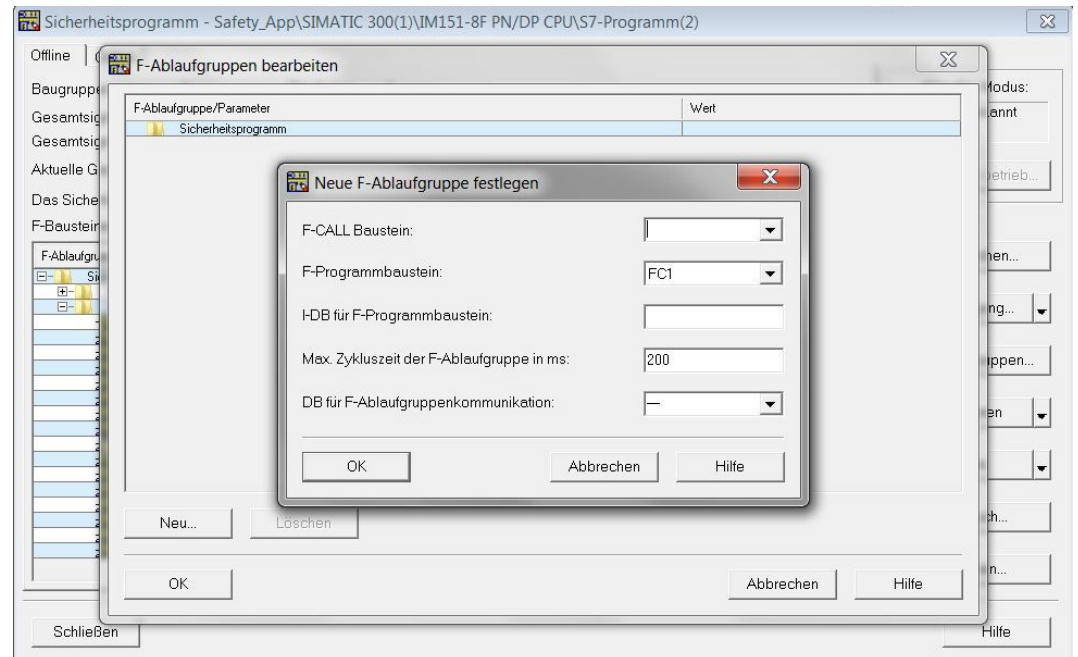 Sicherheitsprogramm - Safety_App\SIMATIC 300(1)\IM151-8F PN/DP CPU\S7-Programm(2)
Offline
F-Ablaufgruppen bearbeiten
Modus:
F-Ablaufgruppe/Parameter Wert
Sicherheitsprogramm
Aktuelle G
Neue F-Ablaufgruppe festlegen
F-CALL Baustein:
F-Programmbaustein: FC1
I-DB für F-Programmbaustein:
Max. Zykluszeit der F-Ablaufgruppe in ms: 200
DB für F-Ablaufgruppenkommunikation: —
OK Abbrechen Hilfe
Neu... Löschen
OK Abbrechen Hilfe
Schließen Hilfe